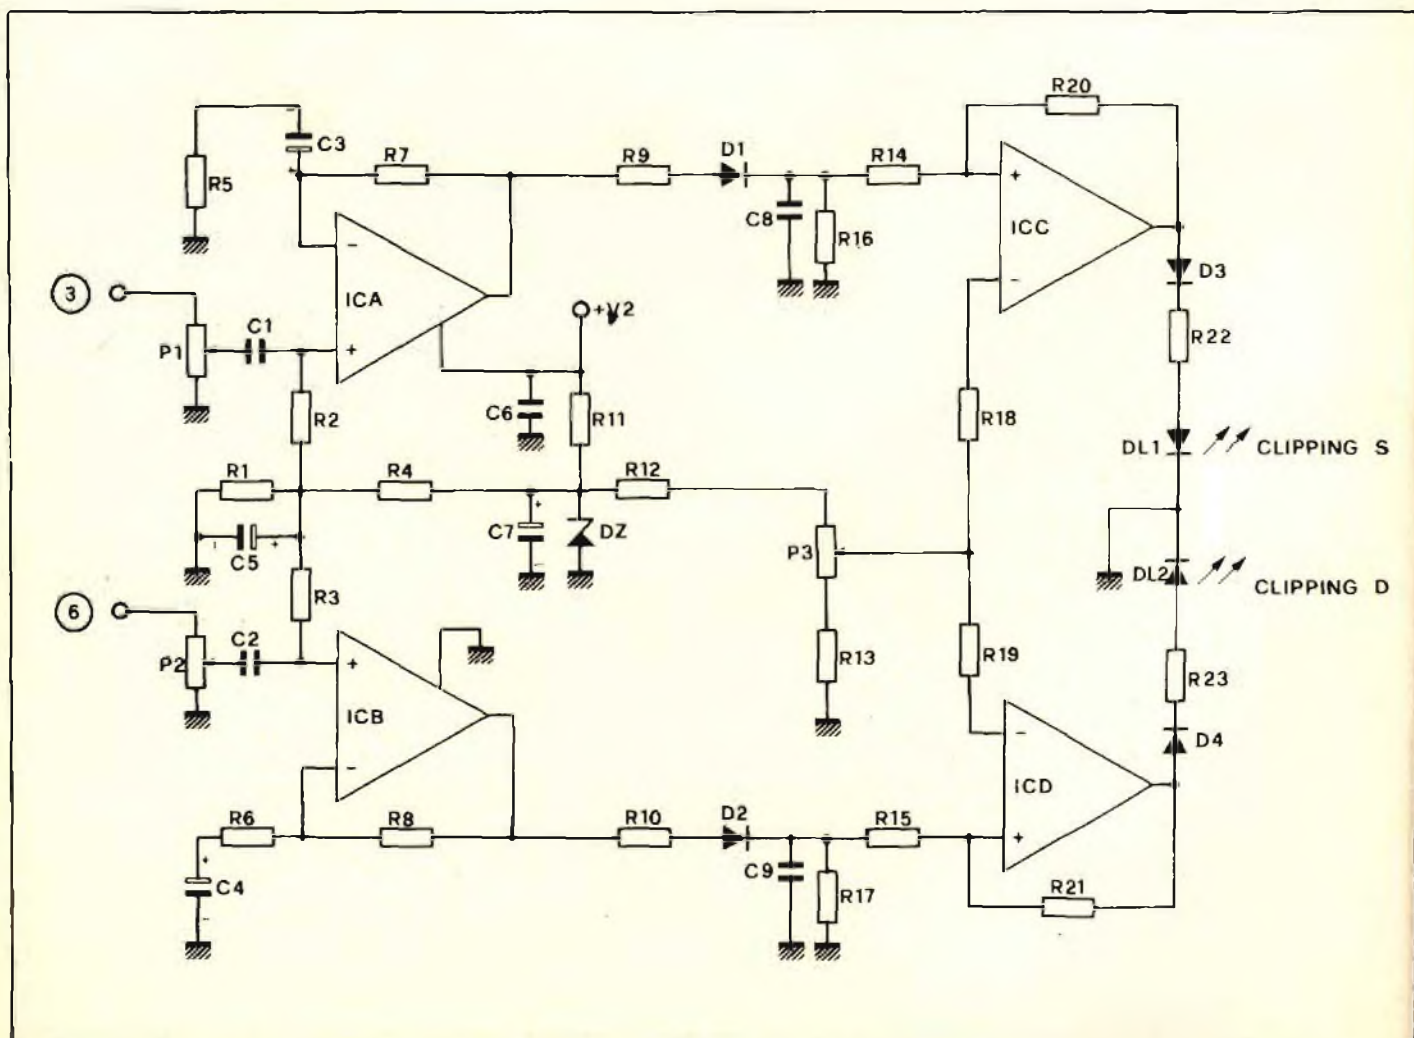 R20
C3
R7
R9
D1
R14
R5
+
C8
R16
ICC
−
ICA
−
D3
3
+V2
C1
R22
P1
+
C6
R11
R18
R2
DL1
CLIPPING S
R1
R4
R12
+
C7
DZ
P3
− C5 +
DL2
CLIPPING D
R3
6
C2
R13
R19
P2
+
R23
ICB
−
D4
−
ICD
R6
R8
R10
D2
R15
+
C4
C9
R17
R21